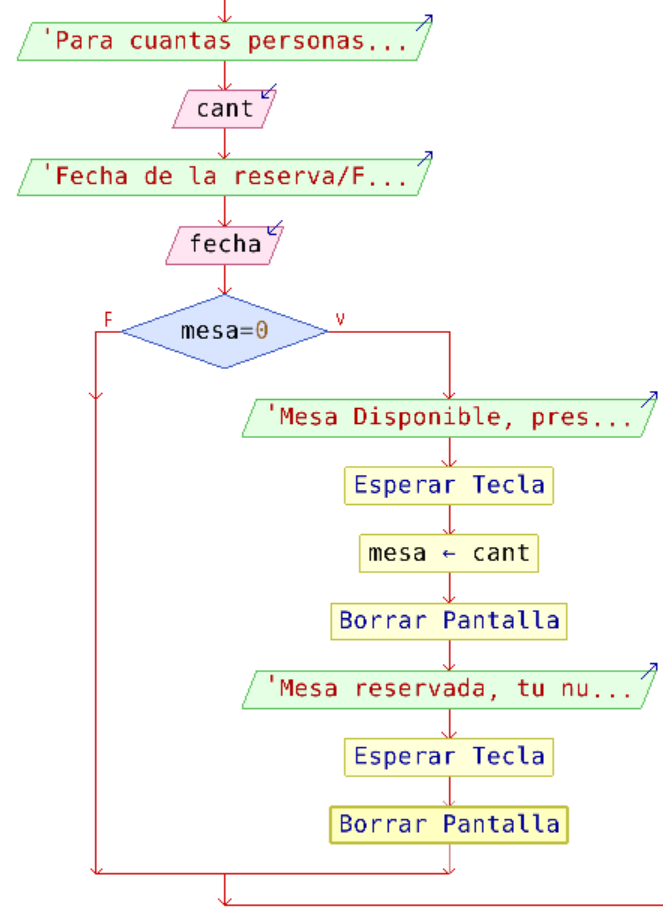 'Para cuantas personas...
cant
'Fecha de la reserva/F...
fecha
F
mesa=0
V
'Mesa Disponible, pres...
Esperar Tecla
mesa ← cant
Borrar Pantalla
'Mesa reservada, tu nu...
Esperar Tecla
Borrar Pantalla